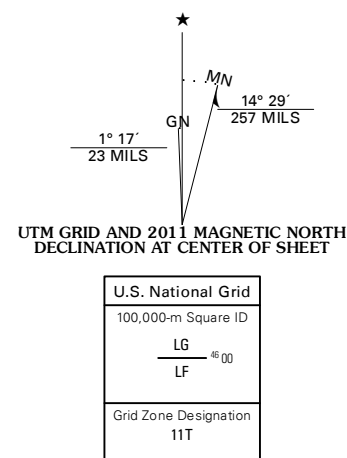 ★
MN
GN
14° 29´
257 MILS
1° 17´
23 MILS
UTM GRID AND 2011 MAGNETIC NORTH
DECLINATION AT CENTER OF SHEET
U.S. National Grid
100,000-m Square ID
LG
46 00
LF
Grid Zone Designation
11T